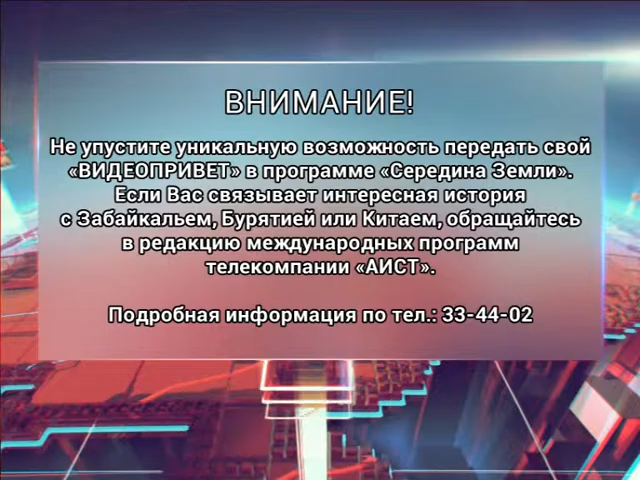 ВНИМАНИЕ!
Не упустите уникальную возможность передать свой
«ВИДЕОПРИВЕТ» в программе «Середина Земли».
Если Вас связывает интересная история
с Забайкальем, Бурятией или Китаем, обращайтесь
в редакцию международных программ
телекомпании «АИСТ».
Подробная информация по тел.: 33-44-02